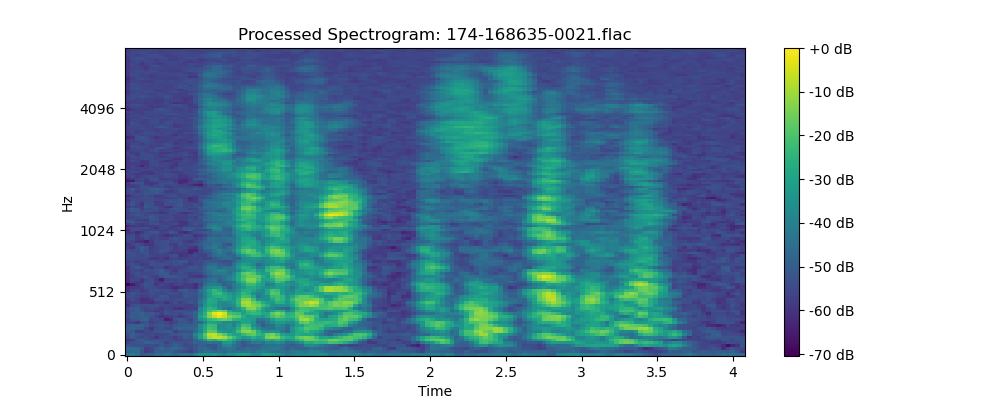 Processed Spectrogram: 174-168635-0021.flac
Hz
4096
2048
1024
512
0
0 0.5 1 1.5 2 2.5 3 3.5 4
Time
+0 dB
-10 dB
-20 dB
-30 dB
-40 dB
-50 dB
-60 dB
-70 dB